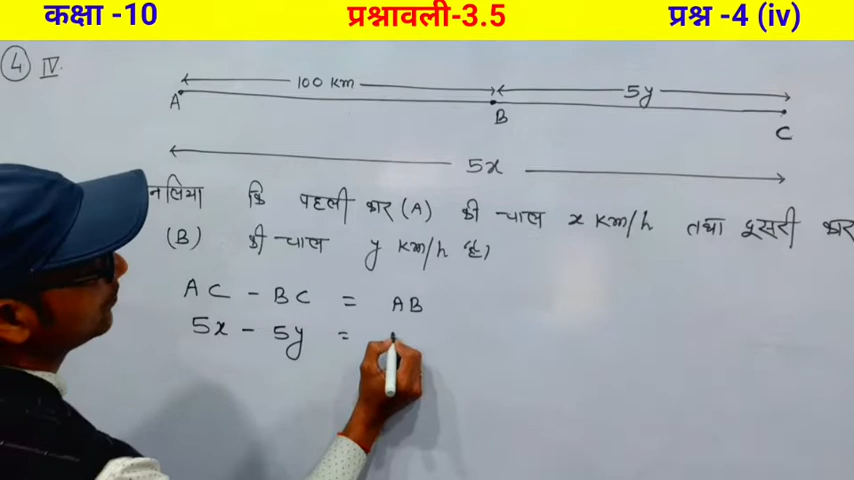 कक्षा -10 प्रश्नावली-3.5 प्रश्न -4 (iv)
4 IV.
100 km 5y
A B C
5x
नलिया कि पहली कार (A) की चाल x km/h तथा दूसरी कार
(B) की चाल y km/h है।
AC - BC = AB
5x - 5y =